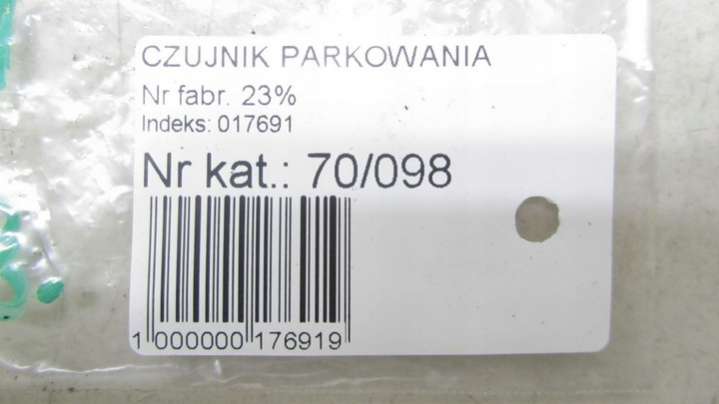 CZUJNIK PARKOWANIA
Nr fabr. 23%
Indeks: 017691
Nr kat.: 70/098
1 000000 176919